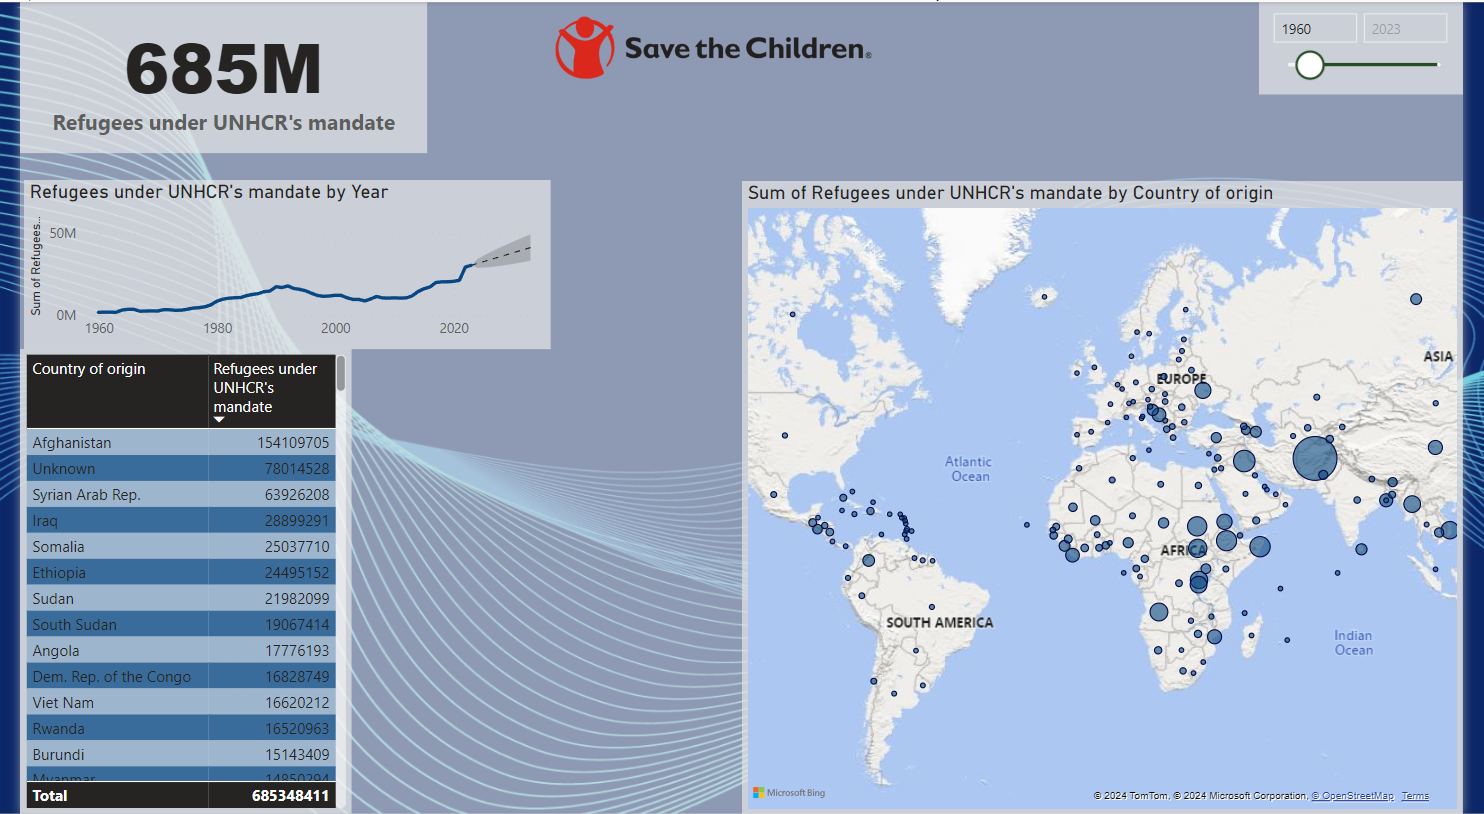 685M
Refugees under UNHCR's mandate
Save the Children®
1960
2023
Refugees under UNHCR's mandate by Year
Sum of Refugees...
50M
0M
1960 1980 2000 2020
Country of origin
Refugees under
UNHCR's
mandate
Afghanistan 154109705
Unknown 78014528
Syrian Arab Rep. 63926208
Iraq 28899291
Somalia 25037710
Ethiopia 24495152
Sudan 21982099
South Sudan 19067414
Angola 17776193
Dem. Rep. of the Congo 16828749
Viet Nam 16620212
Rwanda 16520963
Burundi 15143409
Myanmar 14850294
Total 685348411
Sum of Refugees under UNHCR's mandate by Country of origin
ASIA
EUROPE
Atlantic
Ocean
AFRICA
SOUTH AMERICA
Indian
Ocean
Microsoft Bing
© 2024 TomTom, © 2024 Microsoft Corporation, © OpenStreetMap Terms